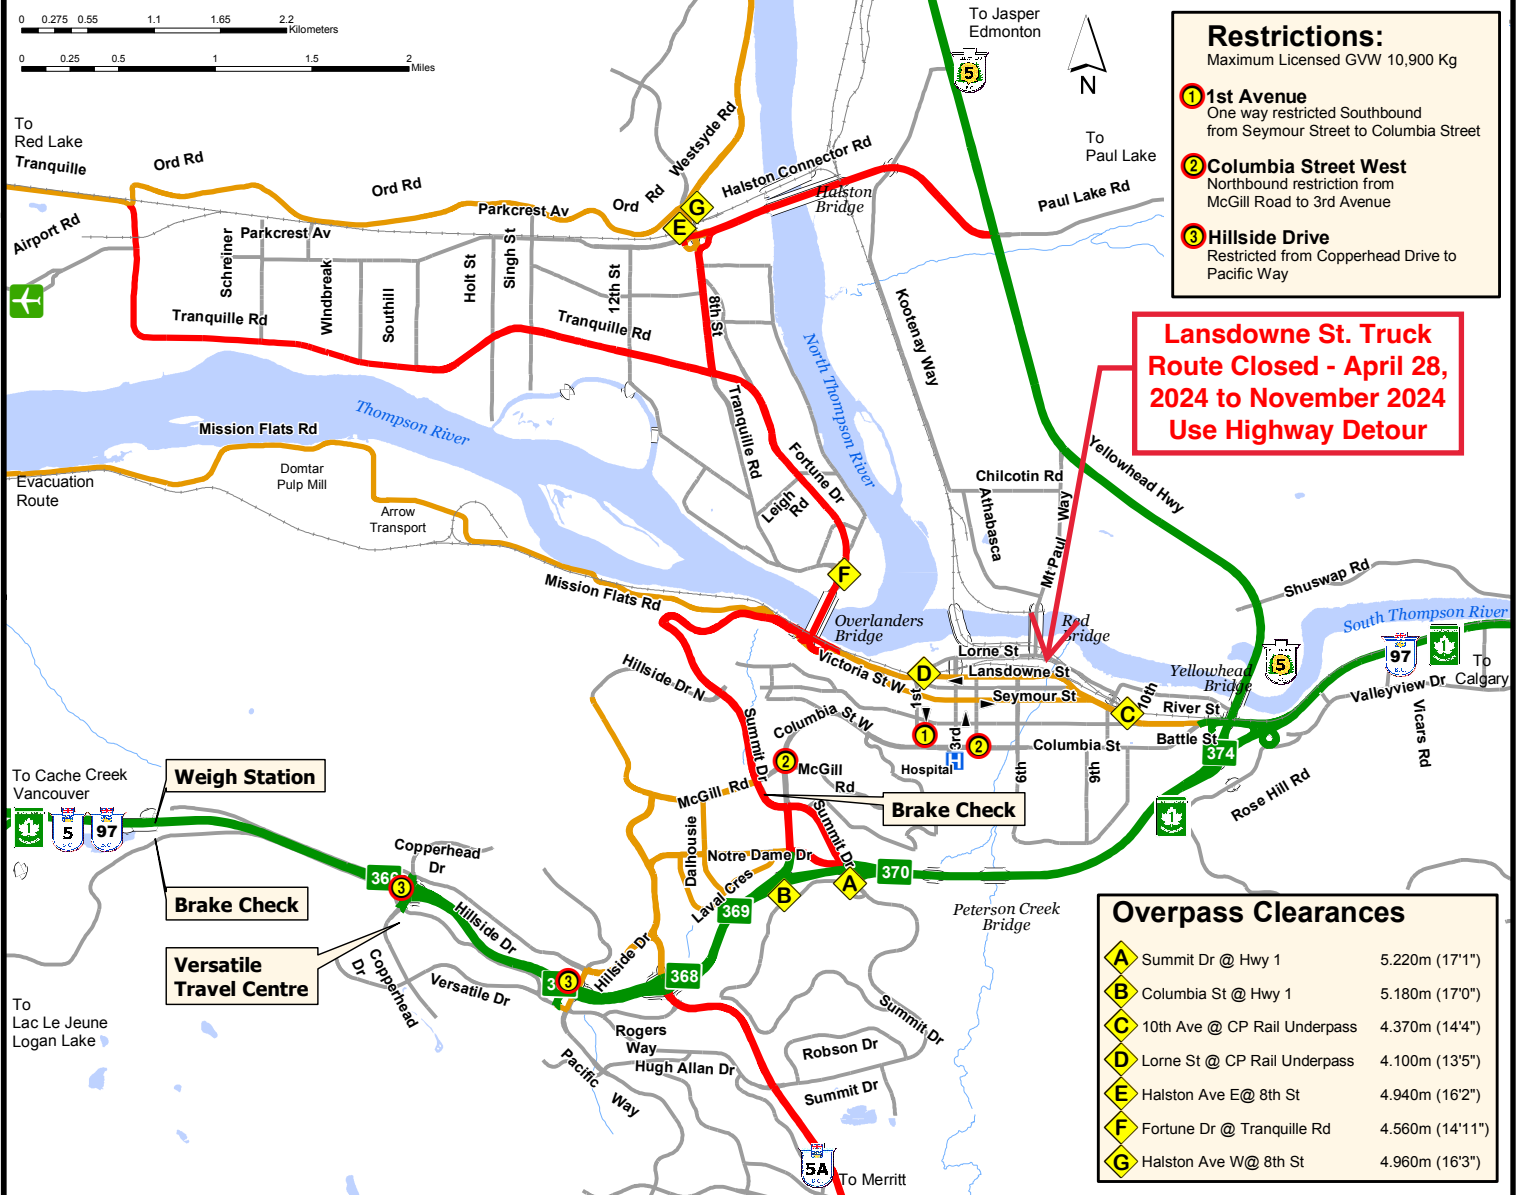 0 0.275 0.55 1.1 1.65 2.2
Kilometers
0 0.25 0.5 1 1.5 2
Miles
To Jasper
Edmonton
5
N
Restrictions:
Maximum Licensed GVW 10,900 Kg
1 1st Avenue
One way restricted Southbound
from Seymour Street to Columbia Street
2 Columbia Street West
Northbound restriction from
McGill Road to 3rd Avenue
3 Hillside Drive
Restricted from Copperhead Drive to
Pacific Way
Lansdowne St. Truck
Route Closed - April 28,
2024 to November 2024
Use Highway Detour
To
Red Lake
Tranquille
Ord Rd
Ord Rd
Ord Rd
Westsyde Rd
Halston Connector Rd
Halston
Bridge
To
Paul Lake
Paul Lake Rd
G
E
Parkcrest Av
Parkcrest Av
Airport Rd
Schreiner
WIndbreak
Southill
Holt St
Singh St
12th St
8th St
Tranquille Rd
Tranquille Rd
Tranquille Rd
Kootenay Way
North Thompson River
Thompson River
Mission Flats Rd
Domtar
Pulp Mill
Evacuation
Route
Arrow
Transport
Fortune Dr
Leigh
Rd
Chilcotin Rd
Athabasca
Mt Paul Way
Yellowhead Hwy
Shuswap Rd
South Thompson River
F
Mission Flats Rd
Overlanders
Bridge
Red
Bridge
Lorne St
Lansdowne St
Victoria St W
Seymour St
D
1st
3rd
C
10th
River St
Yellowhead
Bridge
5
97
1
To
Calgary
Valleyview Dr
Vicars Rd
Battle St
374
Columbia St
6th
9th
Hospital
H
1
2
Hillside Dr N
Summit Dr
Columbia St W
2
McGill
Rd
McGill Rd
Brake Check
Summit Dr
Rose Hill Rd
1
To Cache Creek
Vancouver
1
5
97
Weigh Station
Brake Check
Versatile
Travel Centre
Copperhead
Dr
3
Hillside Dr
Copperhead
Dr
Versatile Dr
3
Hillside Dr
Dalhousie
Notre Dame Dr
Laval Cres
369
B
A
370
368
Peterson Creek
Bridge
To
Lac Le Jeune
Logan Lake
Rogers
Way
Hugh Allan Dr
Pacific
Way
Robson Dr
Summit Dr
Summit Dr
5A
To Merritt
Overpass Clearances
A Summit Dr @ Hwy 1 5.220m (17'1")
B Columbia St @ Hwy 1 5.180m (17'0")
C 10th Ave @ CP Rail Underpass 4.370m (14'4")
D Lorne St @ CP Rail Underpass 4.100m (13'5")
E Halston Ave E@ 8th St 4.940m (16'2")
F Fortune Dr @ Tranquille Rd 4.560m (14'11")
G Halston Ave W@ 8th St 4.960m (16'3")